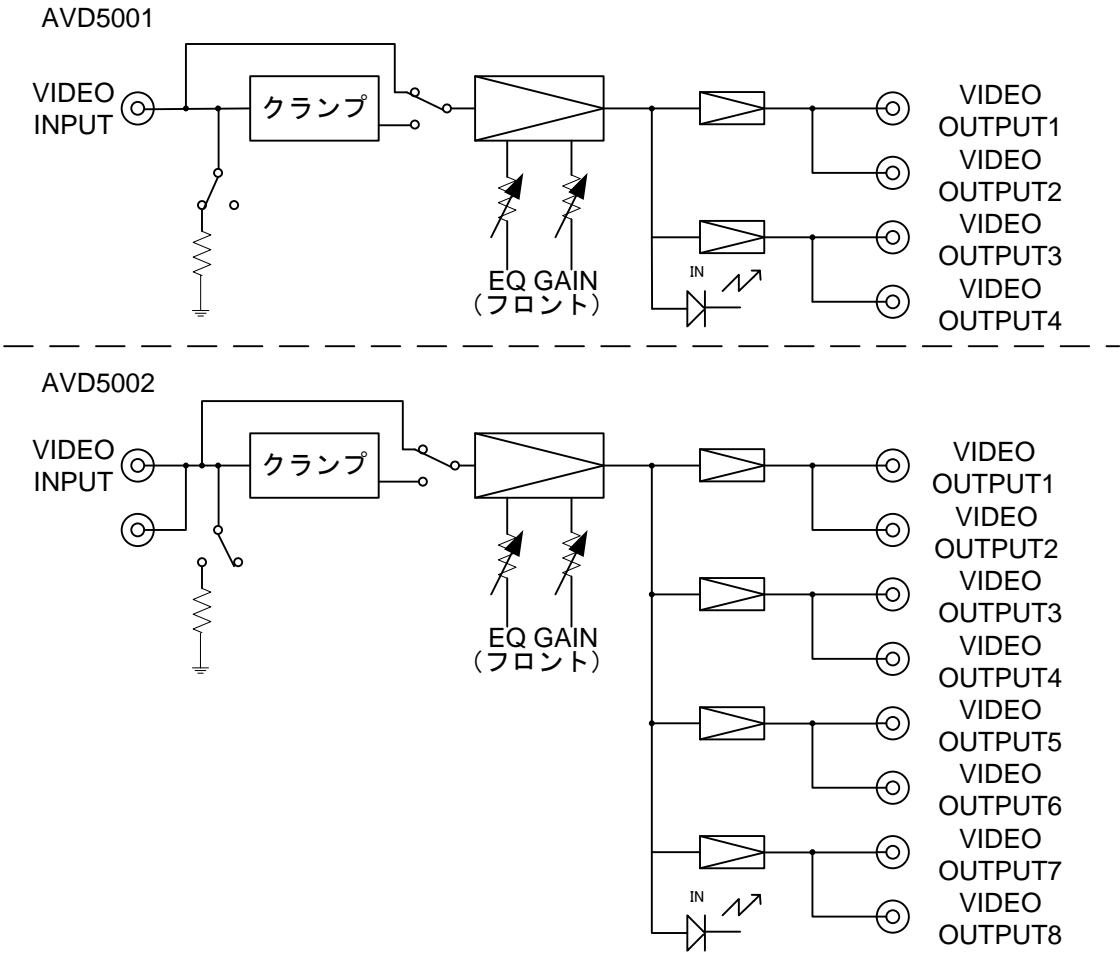 AVD5001
VIDEO
INPUT
クランプ
EQ GAIN
（フロント）
IN
VIDEO
OUTPUT1
VIDEO
OUTPUT2
VIDEO
OUTPUT3
VIDEO
OUTPUT4
AVD5002
VIDEO
INPUT
クランプ
EQ GAIN
（フロント）
IN
VIDEO
OUTPUT1
VIDEO
OUTPUT2
VIDEO
OUTPUT3
VIDEO
OUTPUT4
VIDEO
OUTPUT5
VIDEO
OUTPUT6
VIDEO
OUTPUT7
VIDEO
OUTPUT8